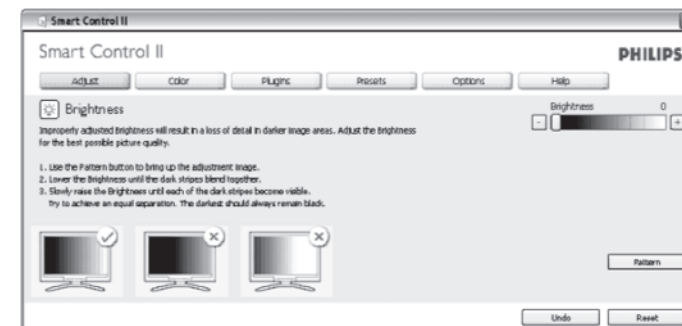 Smart Control II
Smart Control II
PHILIPS
Adjust Color Plugins Presets Options Help
Brightness
Improperly adjusted Brightness will result in a loss of detail in darker image areas. Adjust the Brightness
for the best possible picture quality.
Brightness 0
- +
1. Use the Pattern button to bring up the adjustment image.
2. Lower the Brightness until the dark stripes blend together.
3. Slowly raise the Brightness until each of the dark stripes become visible.
Try to achieve an equal separation. The darkest should always remain black.
Pattern
Undo Reset